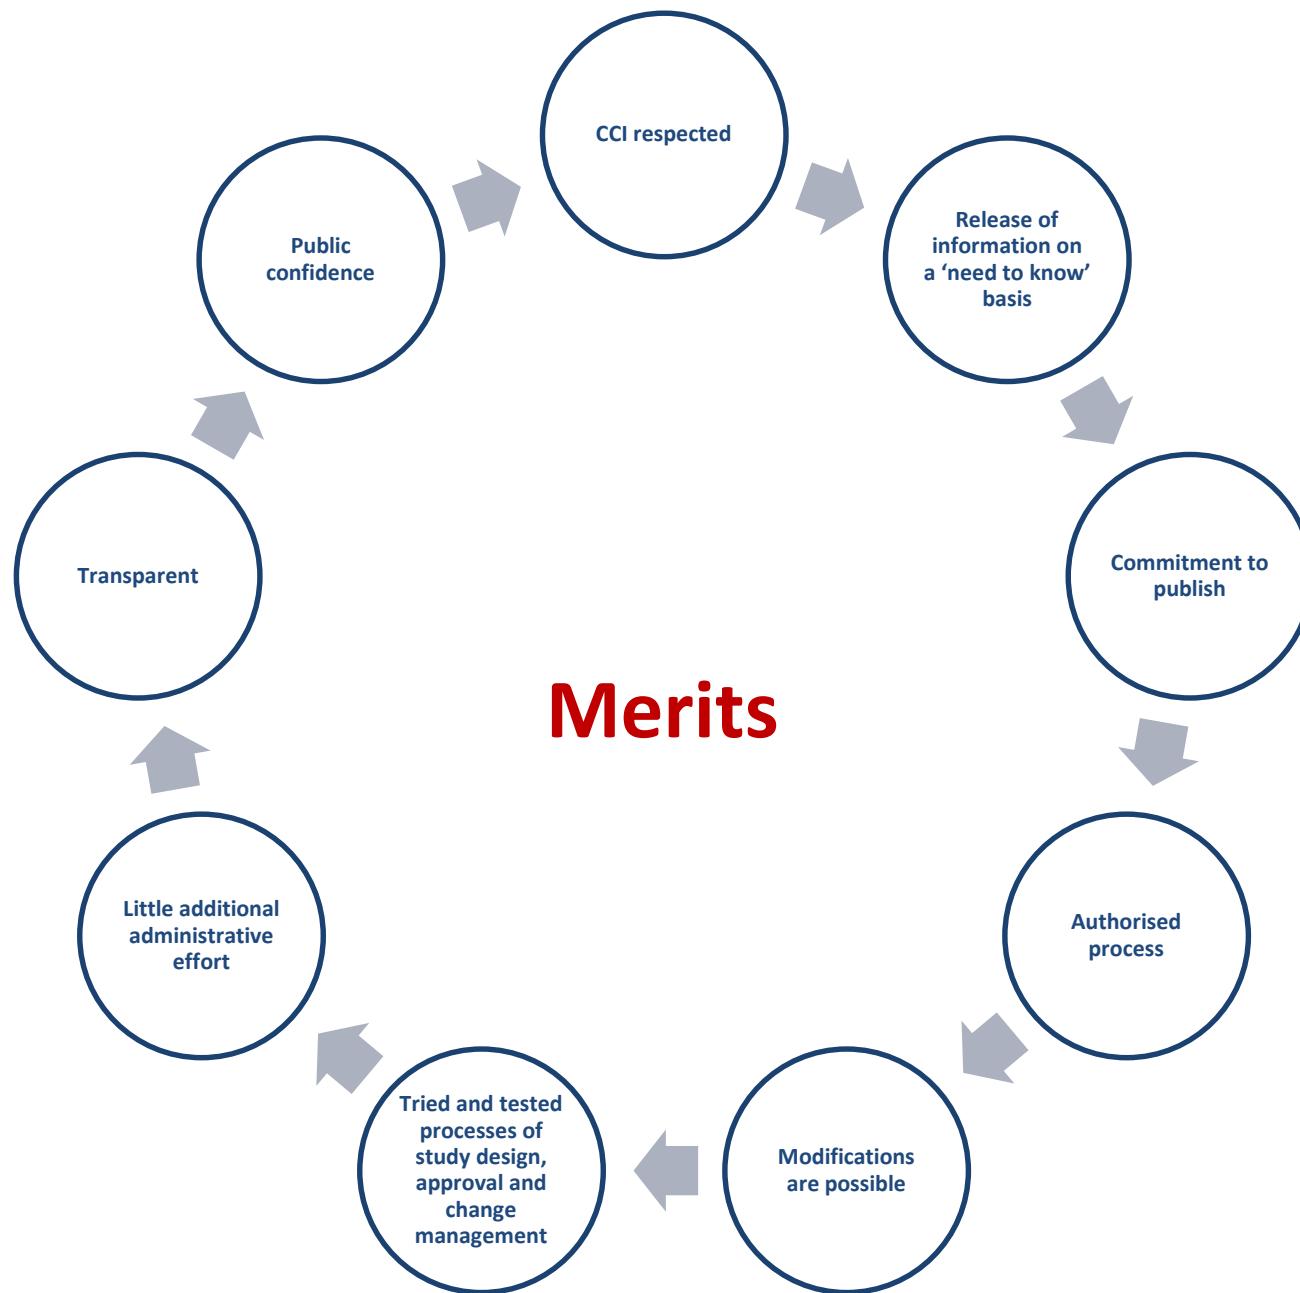 CCI respected
Release of
information on
a ‘need to know’
basis
Commitment to
publish
Authorised
process
Modifications
are possible
Tried and tested
processes of
study design,
approval and
change
management
Little additional
administrative
effort
Transparent
Public
confidence
Merits